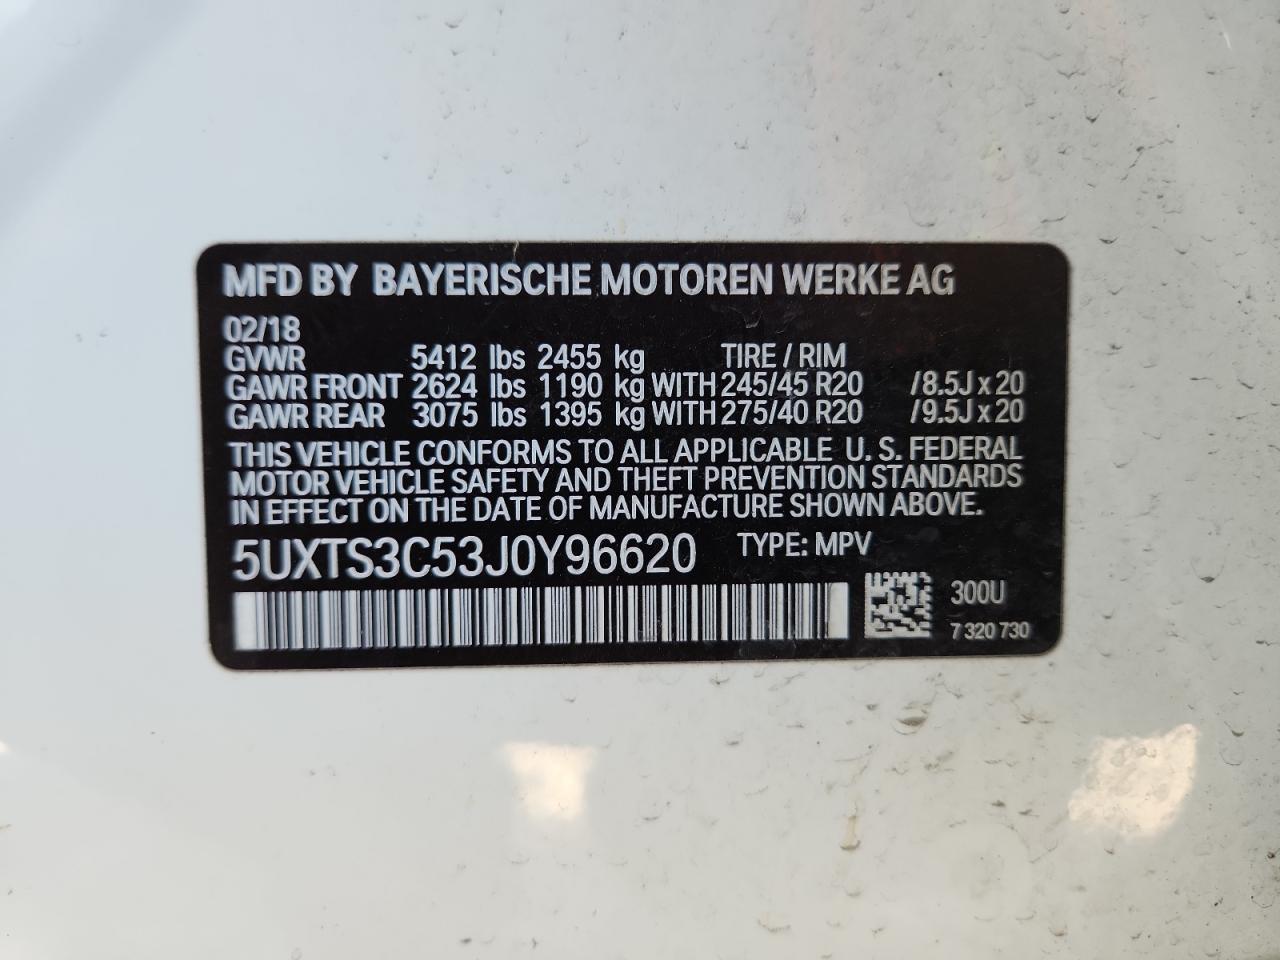 MFD BY BAYERISCHE MOTOREN WERKE AG
02/18
GVWR 5412 lbs 2455 kg TIRE / RIM
GAWR FRONT 2624 lbs 1190 kg WITH 245/45 R20 /8.5J x 20
GAWR REAR 3075 lbs 1395 kg WITH 275/40 R20 /9.5J x 20
THIS VEHICLE CONFORMS TO ALL APPLICABLE U. S. FEDERAL
MOTOR VEHICLE SAFETY AND THEFT PREVENTION STANDARDS
IN EFFECT ON THE DATE OF MANUFACTURE SHOWN ABOVE.
5UXTS3C53J0Y96620 TYPE: MPV
300U
7 320 730